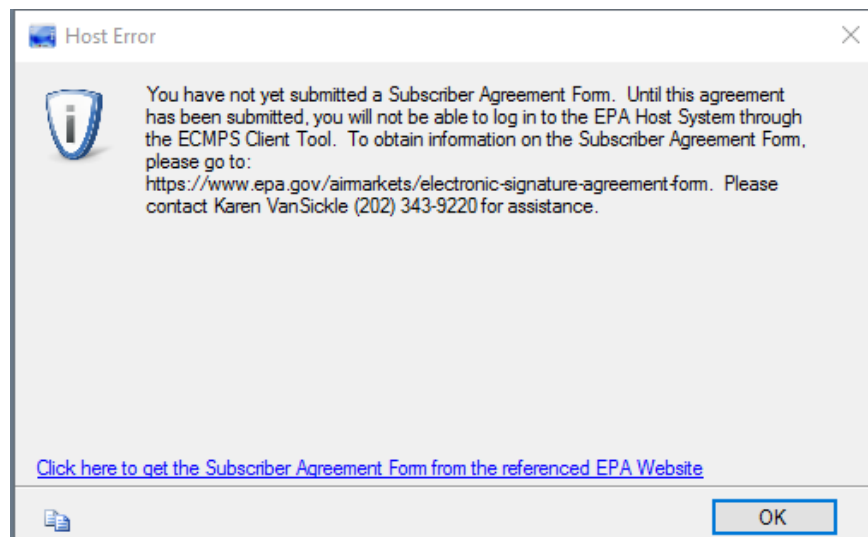 Host Error
You have not yet submitted a Subscriber Agreement Form. Until this agreement
has been submitted, you will not be able to log in to the EPA Host System through
the ECMPS Client Tool. To obtain information on the Subscriber Agreement Form,
please go to:
https://www.epa.gov/airmarkets/electronic-signature-agreement-form. Please
contact Karen VanSickle (202) 343-9220 for assistance.
Click here to get the Subscriber Agreement Form from the referenced EPA Website
OK